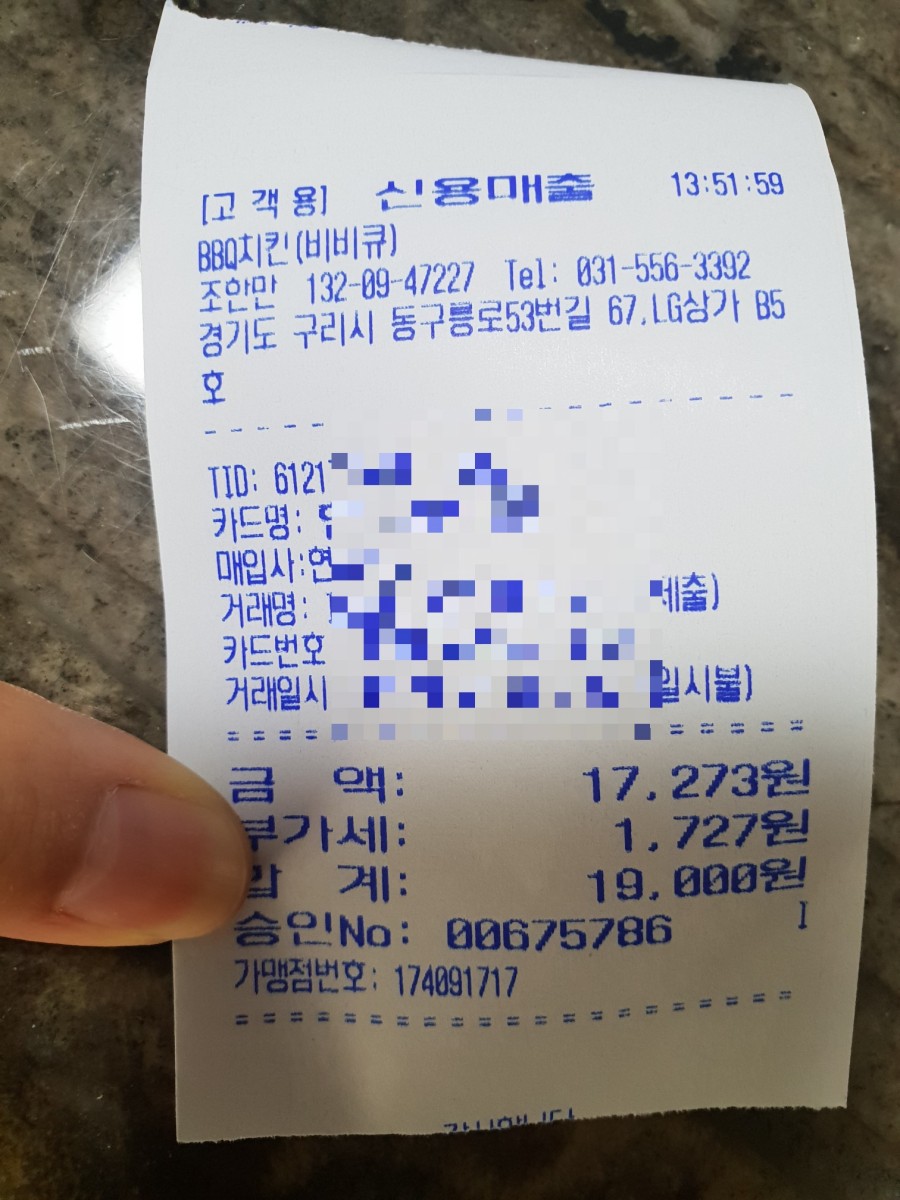 [고 객 용] 신용매출 13:51:59
BBQ치킨(비비큐)
조안만 132-09-47227 Tel: 031-556-3392
경기도 구리시 동구릉로53번길 67,LG상가 B5
호
TID: 6121
카드명:
매입사:연
거래명:
카드번호
거래일시 일시불)
금 액: 17,273원
부가세: 1,727원
합 계: 19,000원
승인No: 00675786 I
가맹점번호: 174091717